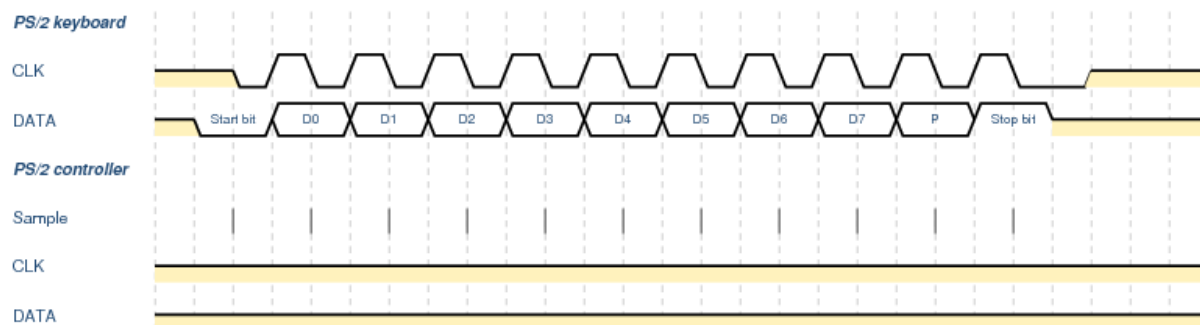 PS/2 keyboard
CLK
DATA Start bit D0 D1 D2 D3 D4 D5 D6 D7 P Stop bit
PS/2 controller
Sample
CLK
DATA